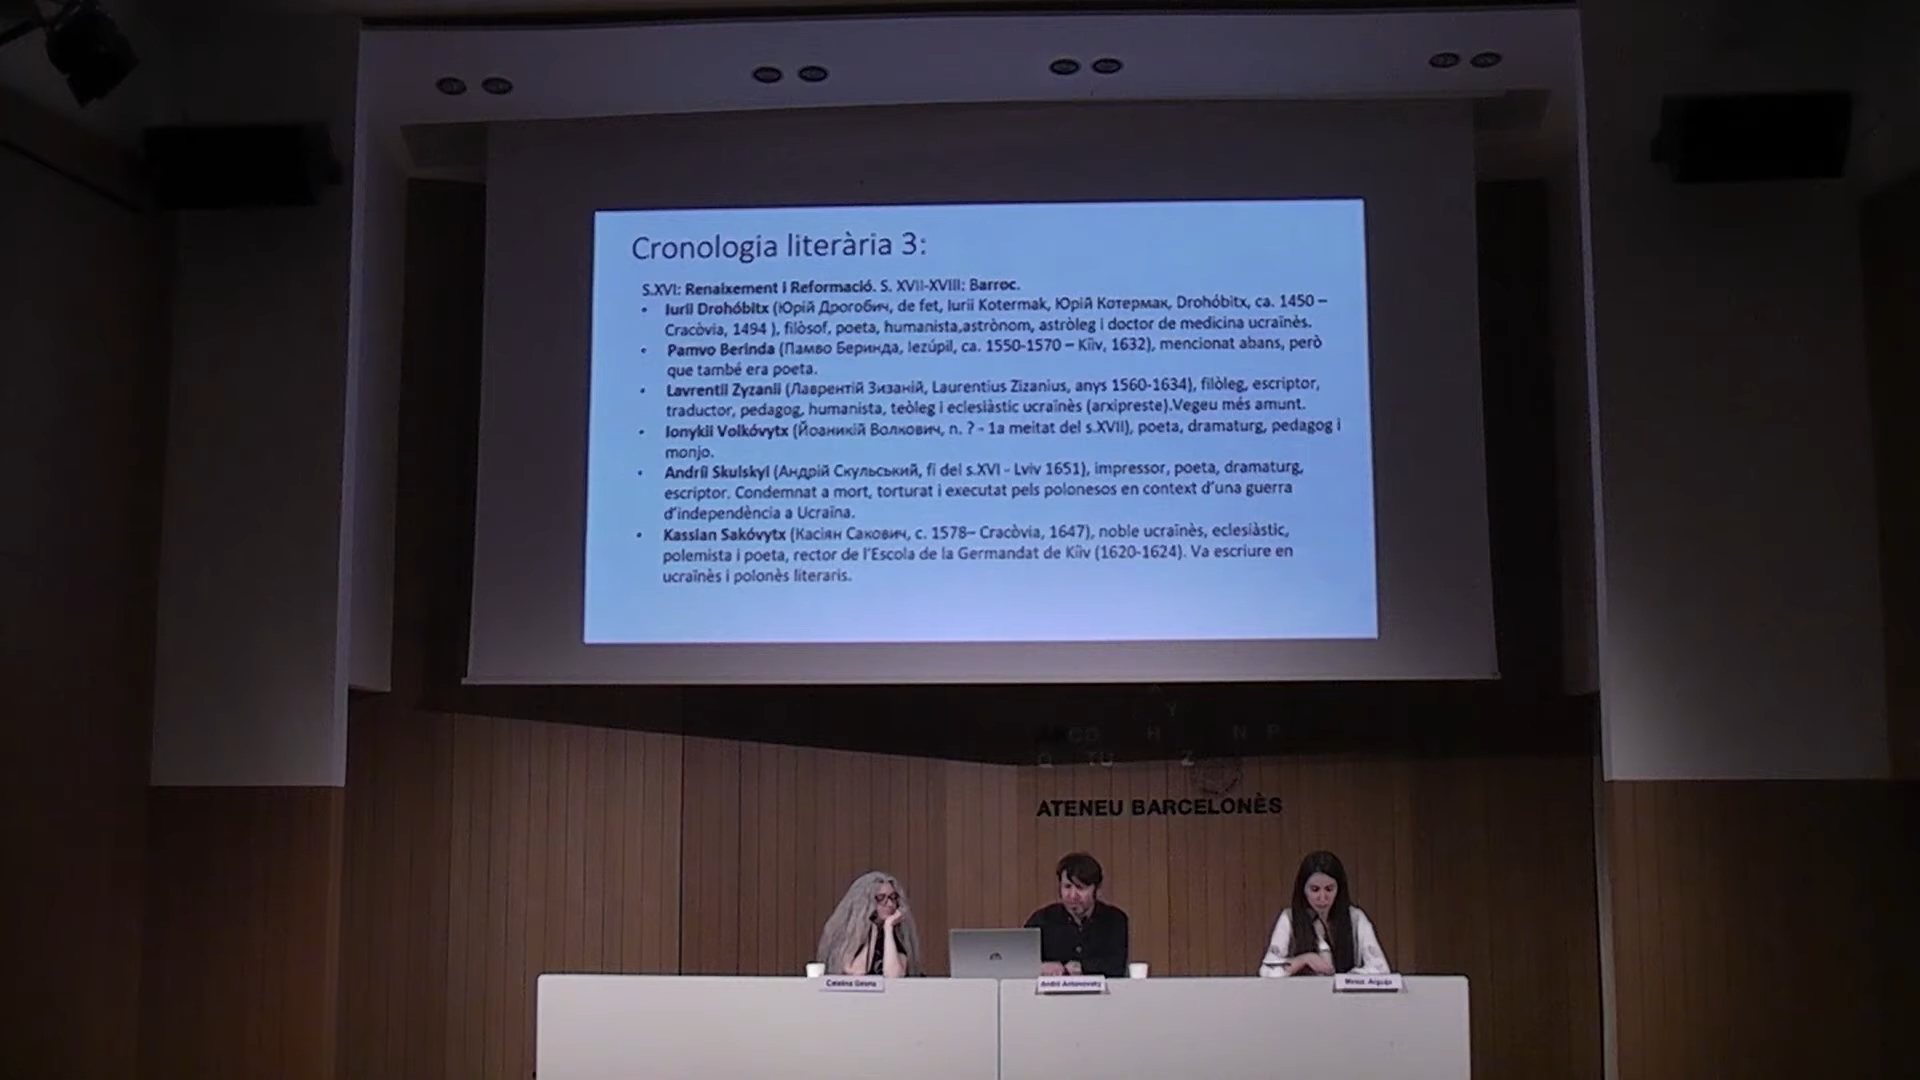 Cronologia literària 3:
S.XVI: Renaixement i Reformació. S. XVII-XVIII: Barroc.
• Iurii Drohóbitx (Юрій Дрогобич, de fet, Iurii Kotermak, Юрій Котермак, Drohóbitx, ca. 1450 –
Cracòvia, 1494 ), filòsof, poeta, humanista,astrònom, astròleg i doctor de medicina ucraïnès.
• Pamvo Berinda (Памво Беринда, Iezúpil, ca. 1550-1570 – Kíiv, 1632), mencionat abans, però
que també era poeta.
• Lavrentii Zyzanii (Лаврентій Зизаній, Laurentius Zizanius, anys 1560-1634), filòleg, escriptor,
traductor, pedagog, humanista, teòleg i eclesiàstic ucraïnès (arxipreste).Vegeu més amunt.
• Ionykii Volkóvytx (Йоаникій Волкович, n. ? - 1a meitat del s.XVII), poeta, dramaturg, pedagog i
monjo.
• Andrii Skulskyi (Андрій Скульський, fi del s.XVI - Lviv 1651), impressor, poeta, dramaturg,
escriptor. Condemnat a mort, torturat i executat pels polonesos en context d'una guerra
d'independència a Ucraïna.
• Kassian Sakóvytx (Касіян Сакович, c. 1578– Cracòvia, 1647), noble ucraïnès, eclesiàstic,
polemista i poeta, rector de l'Escola de la Germandat de Kíiv (1620-1624). Va escriure en
ucraïnès i polonès literaris.
ATENEU BARCELONÈS
Catalina Girona
Andrii Antonovskyi